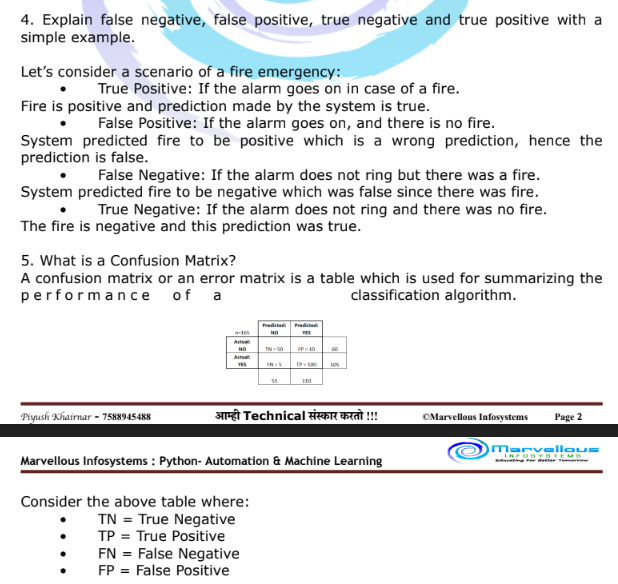 4. Explain false negative, false positive, true negative and true positive with a
simple example.
Let's consider a scenario of a fire emergency:
• True Positive: If the alarm goes on in case of a fire.
Fire is positive and prediction made by the system is true.
• False Positive: If the alarm goes on, and there is no fire.
System predicted fire to be positive which is a wrong prediction, hence the
prediction is false.
• False Negative: If the alarm does not ring but there was a fire.
System predicted fire to be negative which was false since there was fire.
• True Negative: If the alarm does not ring and there was no fire.
The fire is negative and this prediction was true.
5. What is a Confusion Matrix?
A confusion matrix or an error matrix is a table which is used for summarizing the
performance of a classification algorithm.
Predicted: Predicted:
n=165 NO YES
Actual:
NO TN = 50 FP = 10 60
Actual:
YES FN = 5 TP = 100 105
55 110
Piyush Khairnar - 7588945488 आम्ही Technical संस्कार करतो !!! ©Marvellous Infosystems Page 2
Marvellous Infosystems : Python- Automation & Machine Learning
Marvellous
INFOSYSTEMS
Educating For Better Tomorrow
Consider the above table where:
• TN = True Negative
• TP = True Positive
• FN = False Negative
• FP = False Positive